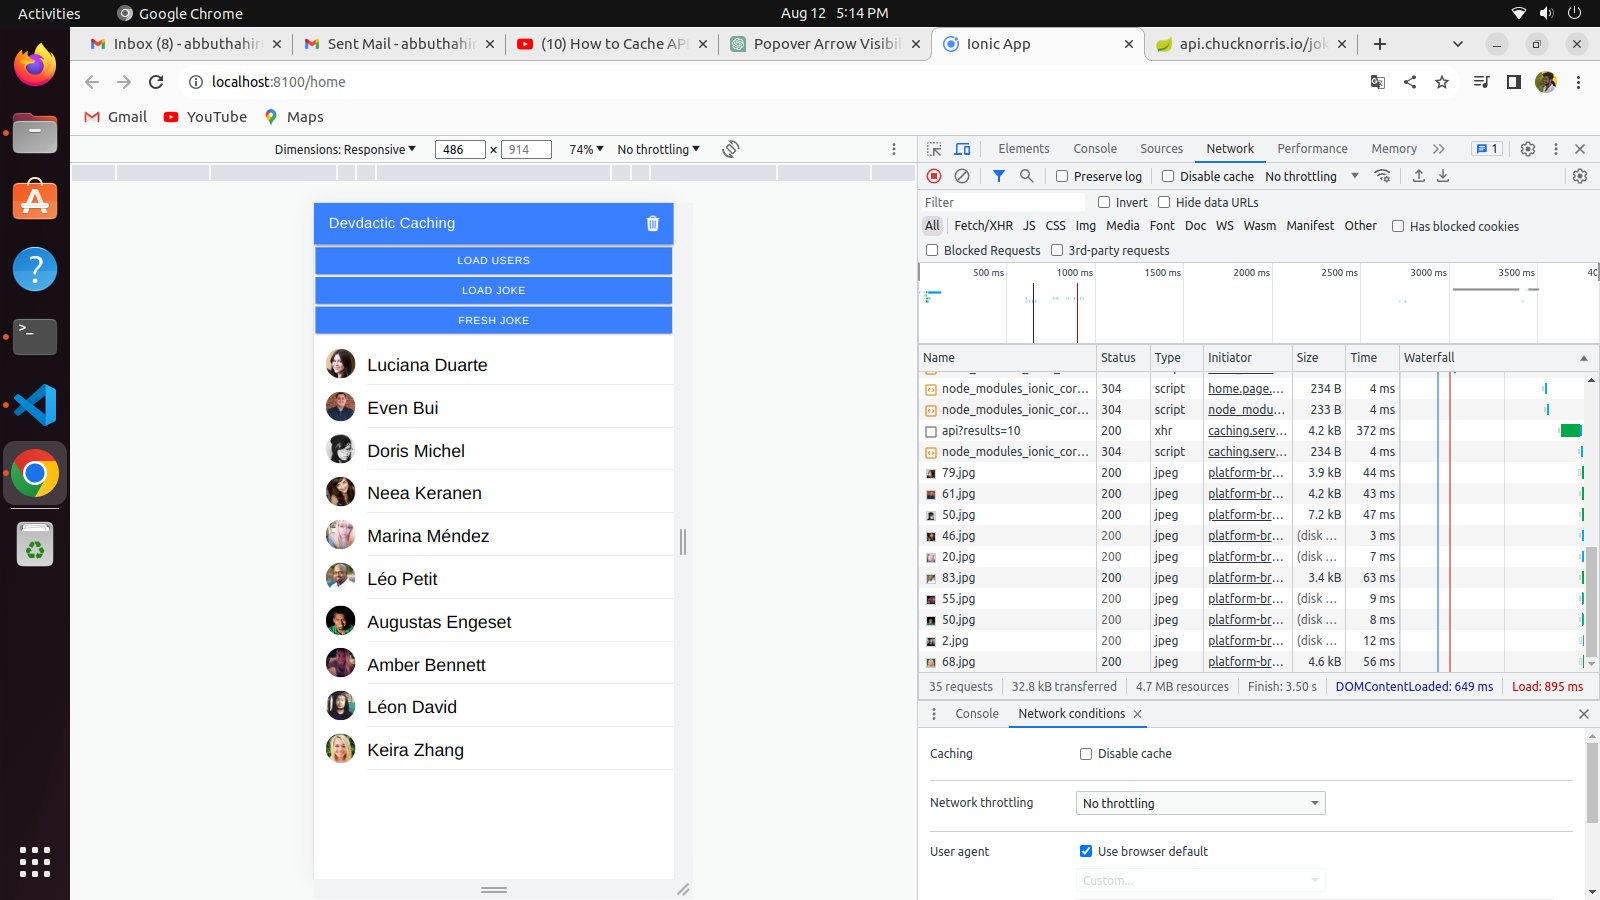 Activities
Google Chrome
Aug 12 5:14 PM
Inbox (8) - abbuthahir
Sent Mail - abbuthahir
(10) How to Cache API
Popover Arrow Visibil
Ionic App
api.chucknorris.io/jok
localhost:8100/home
Gmail
YouTube
Maps
Dimensions: Responsive
486 × 914
74%
No throttling
Devdactic Caching
LOAD USERS
LOAD JOKE
FRESH JOKE
Luciana Duarte
Even Bui
Doris Michel
Neea Keranen
Marina Méndez
Léo Petit
Augustas Engeset
Amber Bennett
Léon David
Keira Zhang
Elements Console Sources Network Performance Memory 1
Preserve log Disable cache No throttling
Filter Invert Hide data URLs
All Fetch/XHR JS CSS Img Media Font Doc WS Wasm Manifest Other Has blocked cookies
Blocked Requests 3rd-party requests
500 ms 1000 ms 1500 ms 2000 ms 2500 ms 3000 ms 3500 ms 40
Name Status Type Initiator Size Time Waterfall
node_modules_ionic_cor... 304 script home.page.... 234 B 4 ms
node_modules_ionic_cor... 304 script node_modu... 233 B 4 ms
api?results=10 200 xhr caching.serv... 4.2 kB 372 ms
node_modules_ionic_cor... 304 script caching.serv... 234 B 4 ms
79.jpg 200 jpeg platform-br... 3.9 kB 44 ms
61.jpg 200 jpeg platform-br... 4.2 kB 43 ms
50.jpg 200 jpeg platform-br... 7.2 kB 47 ms
46.jpg 200 jpeg platform-br... (disk ... 3 ms
20.jpg 200 jpeg platform-br... (disk ... 7 ms
83.jpg 200 jpeg platform-br... 3.4 kB 63 ms
55.jpg 200 jpeg platform-br... (disk ... 9 ms
50.jpg 200 jpeg platform-br... (disk ... 8 ms
2.jpg 200 jpeg platform-br... (disk ... 12 ms
68.jpg 200 jpeg platform-br... 4.6 kB 56 ms
35 requests 32.8 kB transferred 4.7 MB resources Finish: 3.50 s DOMContentLoaded: 649 ms Load: 895 ms
Console Network conditions
Caching Disable cache
Network throttling No throttling
User agent Use browser default
Custom...